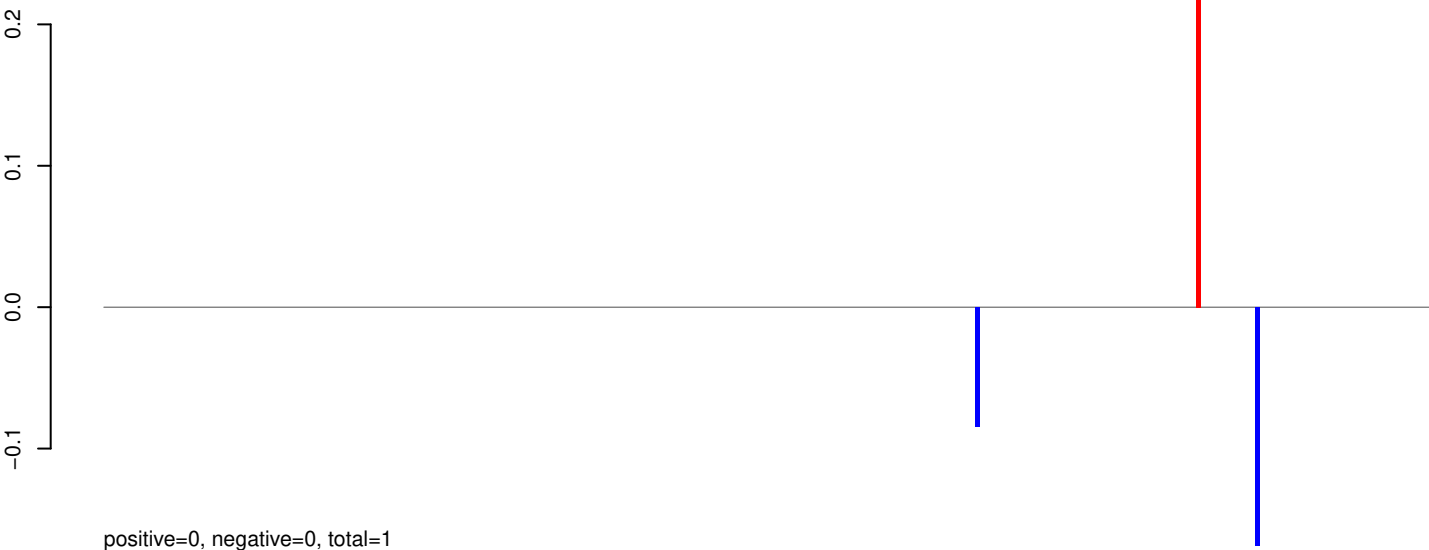 0.2
0.1
0.0
−0.1
positive=0, negative=0, total=1